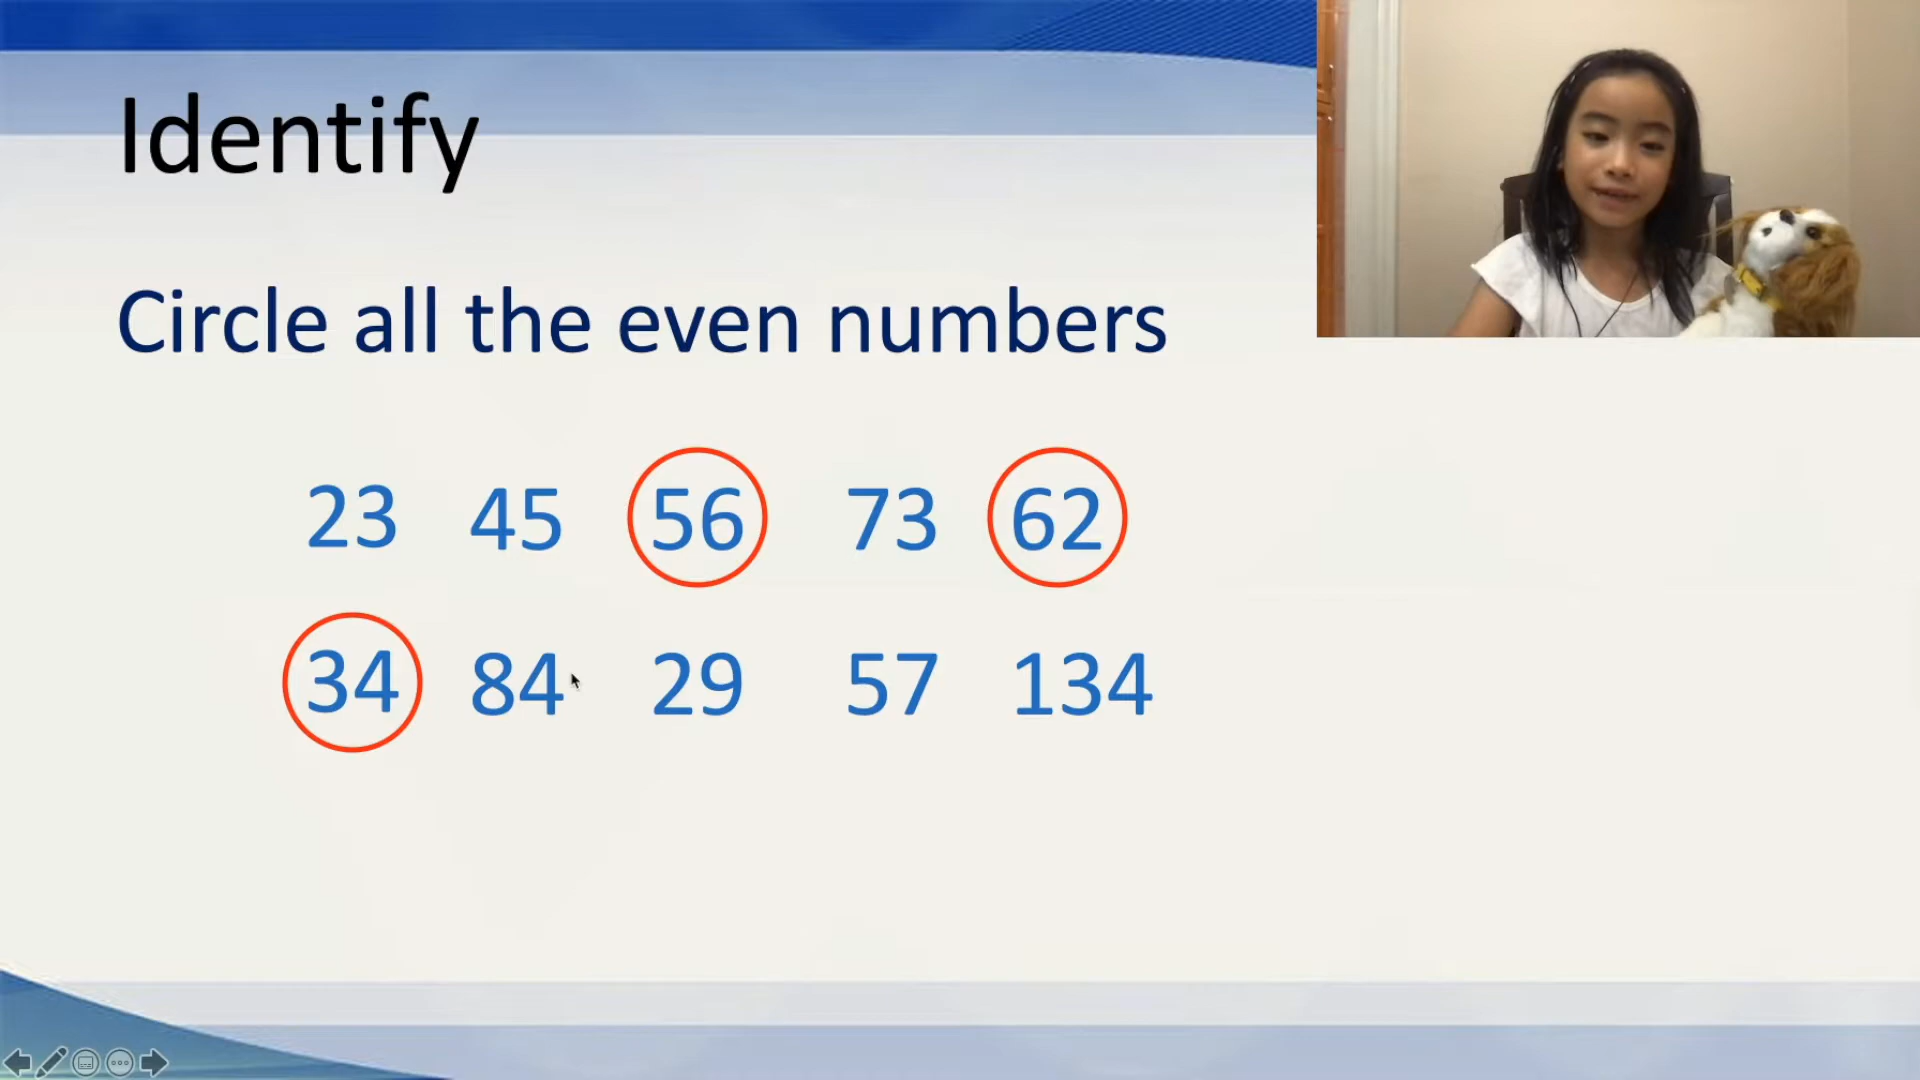 Identify
Circle all the even numbers
23 45 56 73 62
34 84 29 57 134